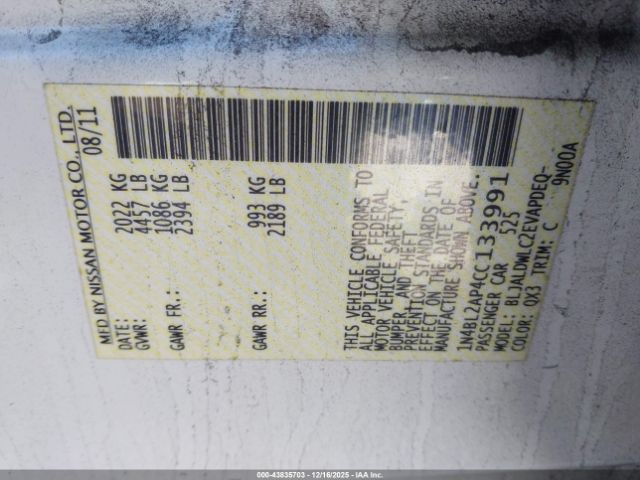 MFD BY NISSAN MOTOR CO., LTD.
DATE: 08/11
GVWR: 2022 KG
4457 LB
GAWR FR.: 1086 KG
2394 LB
GAWR RR.: 993 KG
2189 LB
THIS VEHICLE CONFORMS TO
ALL APPLICABLE FEDERAL
MOTOR VEHICLE SAFETY,
BUMPER, AND THEFT
PREVENTION STANDARDS IN
EFFECT ON THE DATE OF
MANUFACTURE SHOWN ABOVE.
1N4BL2AP4CC133991
PASSENGER CAR 525
MODEL: BLJALDWLC2EVAPDEQ-
COLOR: QX3 TRIM: C 9N00A
000-43835703 - 12/16/2025 - IAAI.com